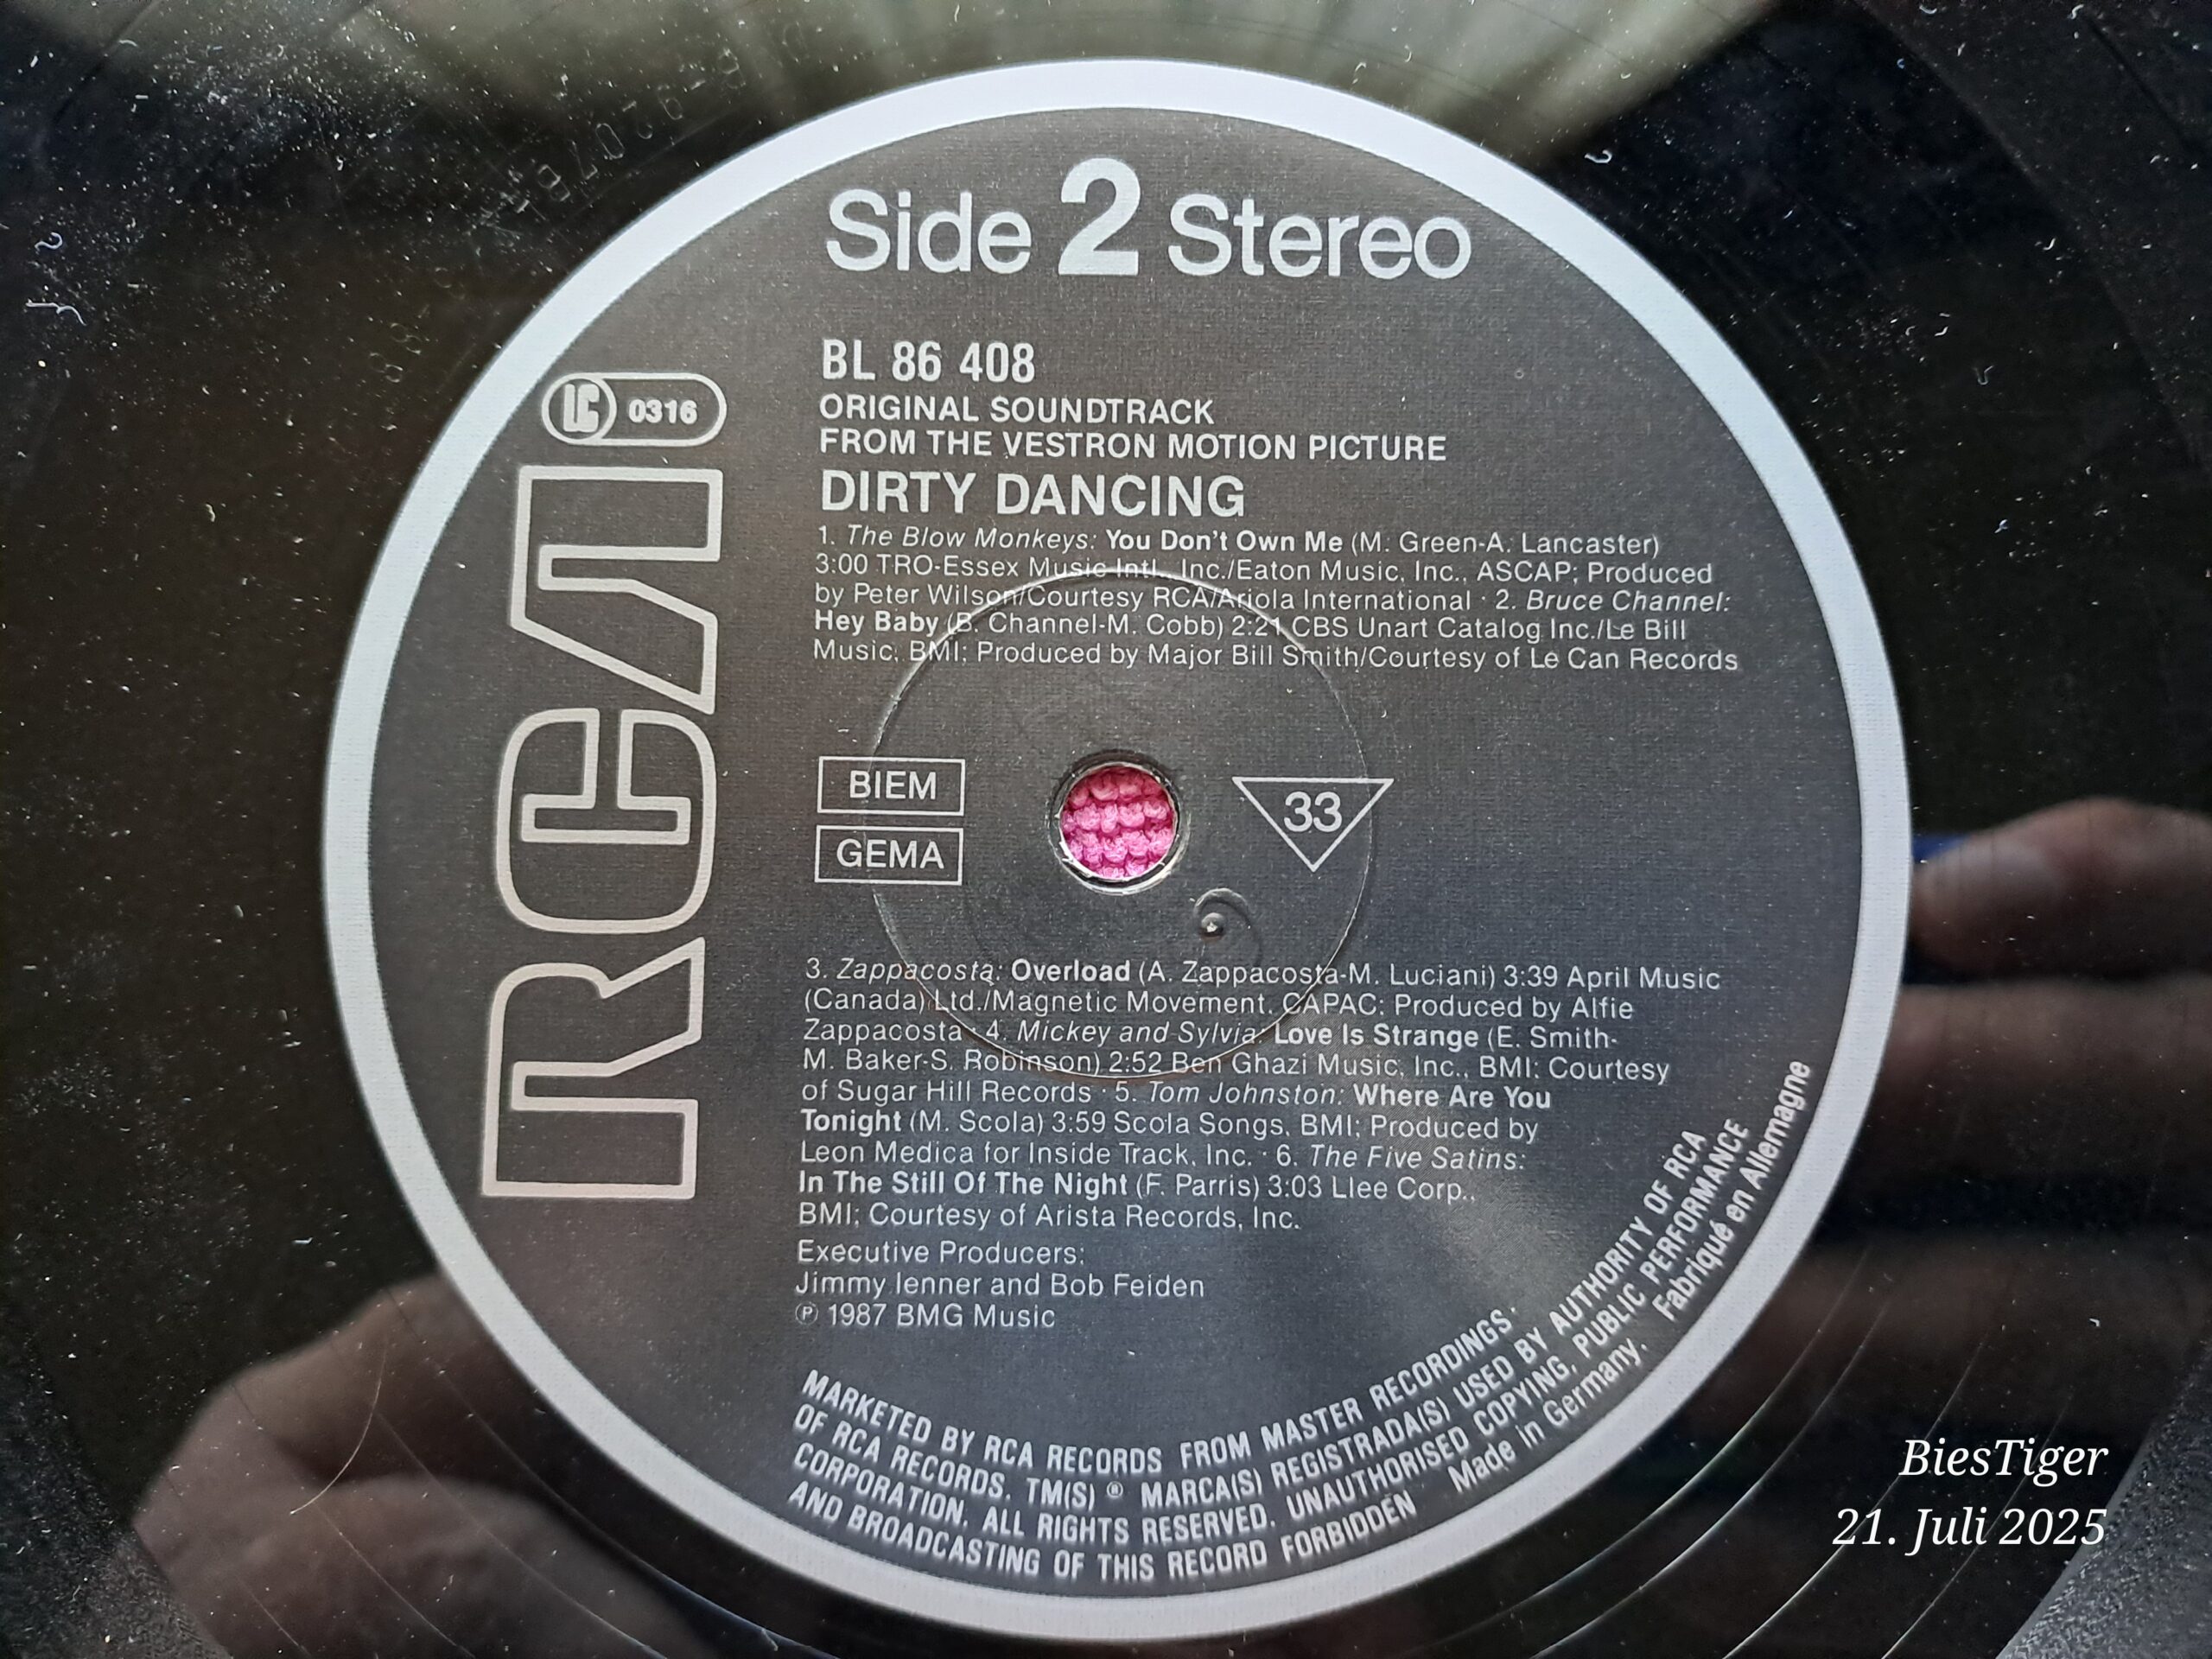 Side 2 Stereo
BL 86 408
LC 0316
ORIGINAL SOUNDTRACK
FROM THE VESTRON MOTION PICTURE
DIRTY DANCING
1. The Blow Monkeys: You Don't Own Me (M. Green-A. Lancaster)
3:00 TRO-Essex Music Intl., Inc./Eaton Music, Inc., ASCAP; Produced
by Peter Wilson/Courtesy RCA/Ariola International · 2. Bruce Channel:
Hey Baby (B. Channel-M. Cobb) 2:21 CBS Unart Catalog Inc./Le Bill
Music, BMI; Produced by Major Bill Smith/Courtesy of Le Can Records
RCA
BIEM
GEMA
33
3. Zappacosta: Overload (A. Zappacosta-M. Luciani) 3:39 April Music
(Canada) Ltd./Magnetic Movement, CAPAC; Produced by Alfie
Zappacosta · 4. Mickey and Sylvia: Love Is Strange (E. Smith-
M. Baker-S. Robinson) 2:52 Ben Ghazi Music, Inc., BMI; Courtesy
of Sugar Hill Records · 5. Tom Johnston: Where Are You
Tonight (M. Scola) 3:59 Scola Songs, BMI; Produced by
Leon Medica for Inside Track, Inc. · 6. The Five Satins:
In The Still Of The Night (F. Parris) 3:03 Llee Corp.,
BMI; Courtesy of Arista Records, Inc.
Executive Producers:
Jimmy Ienner and Bob Feiden
℗ 1987 BMG Music
MARKETED BY RCA RECORDS FROM MASTER RECORDINGS.
OF RCA RECORDS. TM(S) ® MARCA(S) REGISTRADA(S) USED BY AUTHORITY OF RCA
CORPORATION. ALL RIGHTS RESERVED. UNAUTHORISED COPYING, PUBLIC PERFORMANCE
AND BROADCASTING OF THIS RECORD FORBIDDEN Made in Germany. Fabriqué en Allemagne
BiesTiger
21. Juli 2025